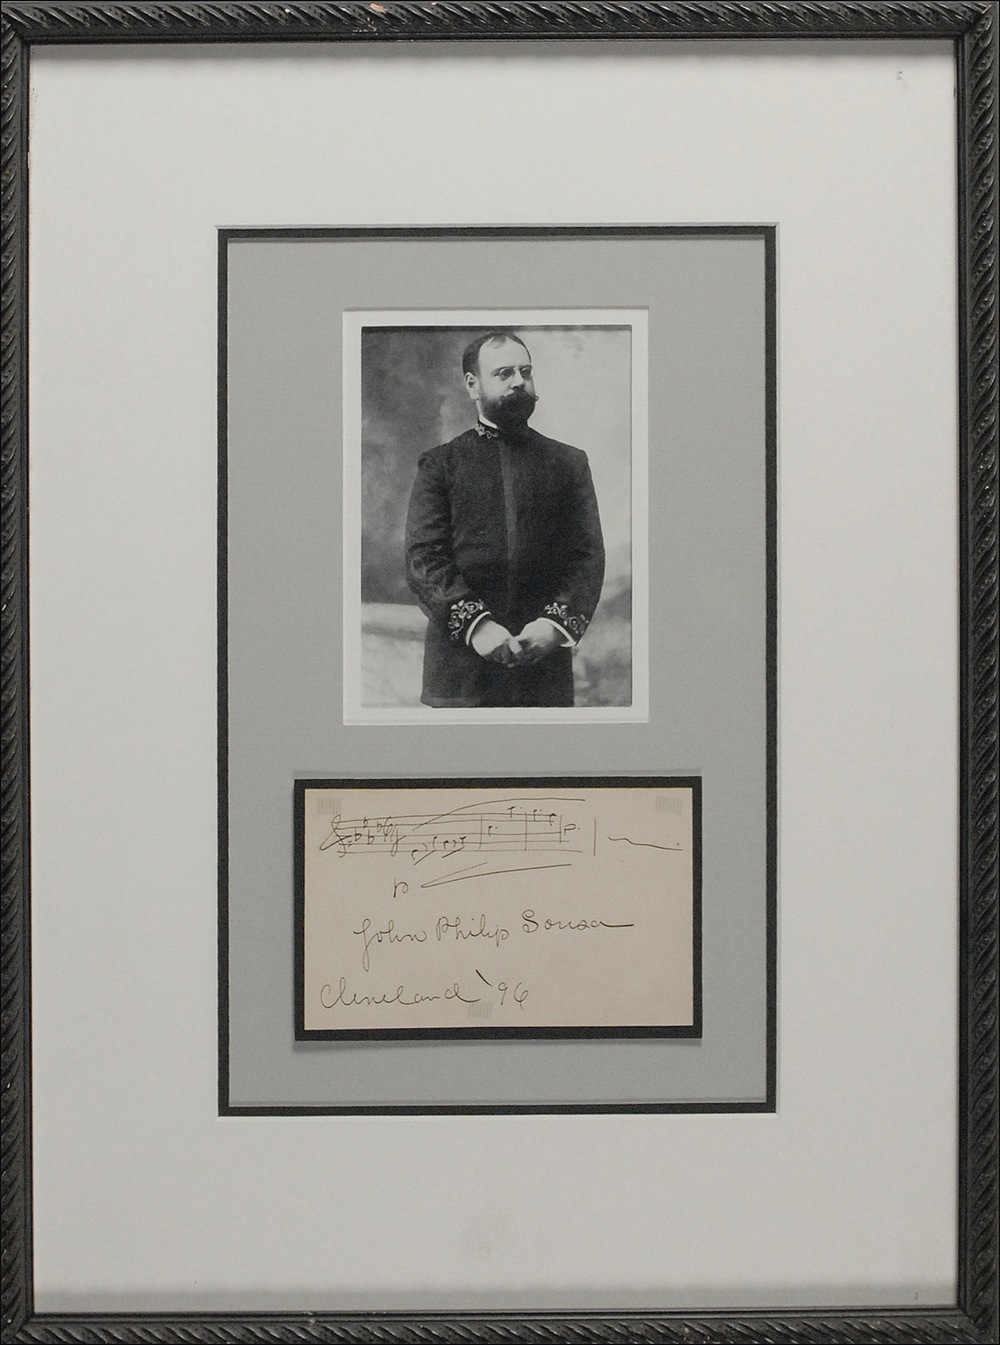 p
John Philip Sousa
Cleveland '96